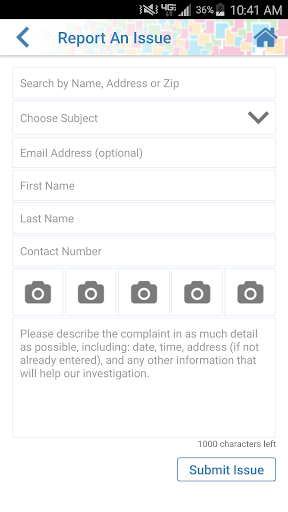 4G 36% 10:41 AM
Report An Issue
Search by Name, Address or Zip
Choose Subject
Email Address (optional)
First Name
Last Name
Contact Number
Please describe the complaint in as much detail
as possible, including: date, time, address (if not
already entered), and any other information that
will help our investigation.
1000 characters left
Submit Issue